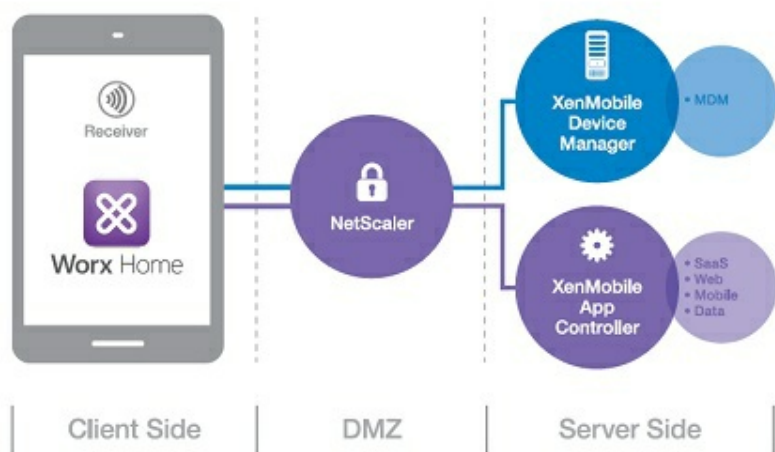 Receiver
Worx Home
NetScaler
XenMobile
Device
Manager
• MDM
XenMobile
App
Controller
• SaaS
• Web
• Mobile
• Data
Client Side
DMZ
Server Side